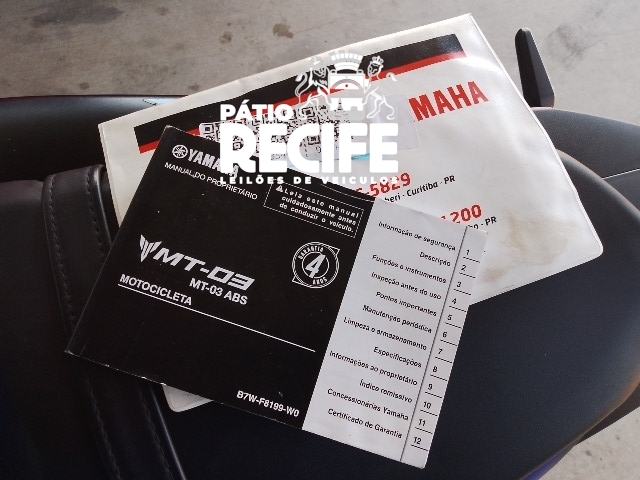 MAHA
PÁTIO
RECIFE
LEILÕES DE VEÍCULOS
-5829
Curitiba - PR
1200
- PR
YAMA
MANUAL DO PROPRIETÁRIO
Leia este manual
cuidadosamente antes
de conduzir o veículo.
GARANTIA
4
ANOS
MT-03
MT-03 ABS
MOTOCICLETA
B7W-F8199-W0
Informação de segurança 1
Descrição 2
Funções e instrumentos 3
Inspeção antes do uso 4
Pontos importantes 5
Manutenção periódica 6
Limpeza e armazenamento 7
Especificações 8
Informações ao proprietário 9
Índice remissivo 10
Concessionárias Yamaha 11
Certificado de Garantia 12